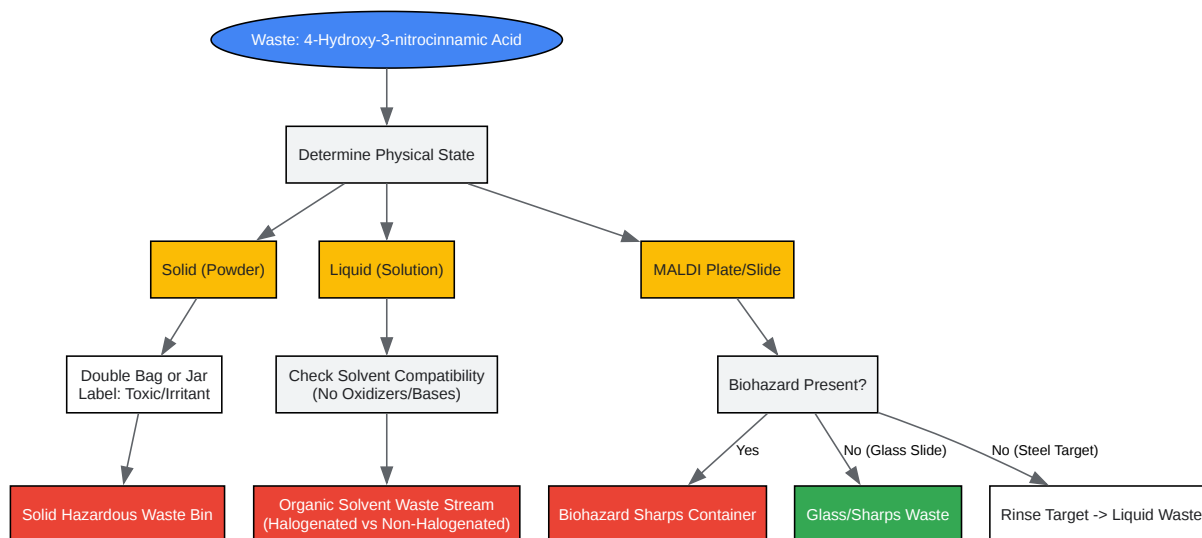 Waste: 4-Hydroxy-3-nitrocinnamic Acid
Determine Physical State
Solid (Powder)
Liquid (Solution)
MALDI Plate/Slide
Double Bag or Jar
Label: Toxic/Irritant
Check Solvent Compatibility
(No Oxidizers/Bases)
Biohazard Present?
Yes
No (Glass Slide)
No (Steel Target)
Solid Hazardous Waste Bin
Organic Solvent Waste Stream
(Halogenated vs Non-Halogenated)
Biohazard Sharps Container
Glass/Sharps Waste
Rinse Target -> Liquid Waste